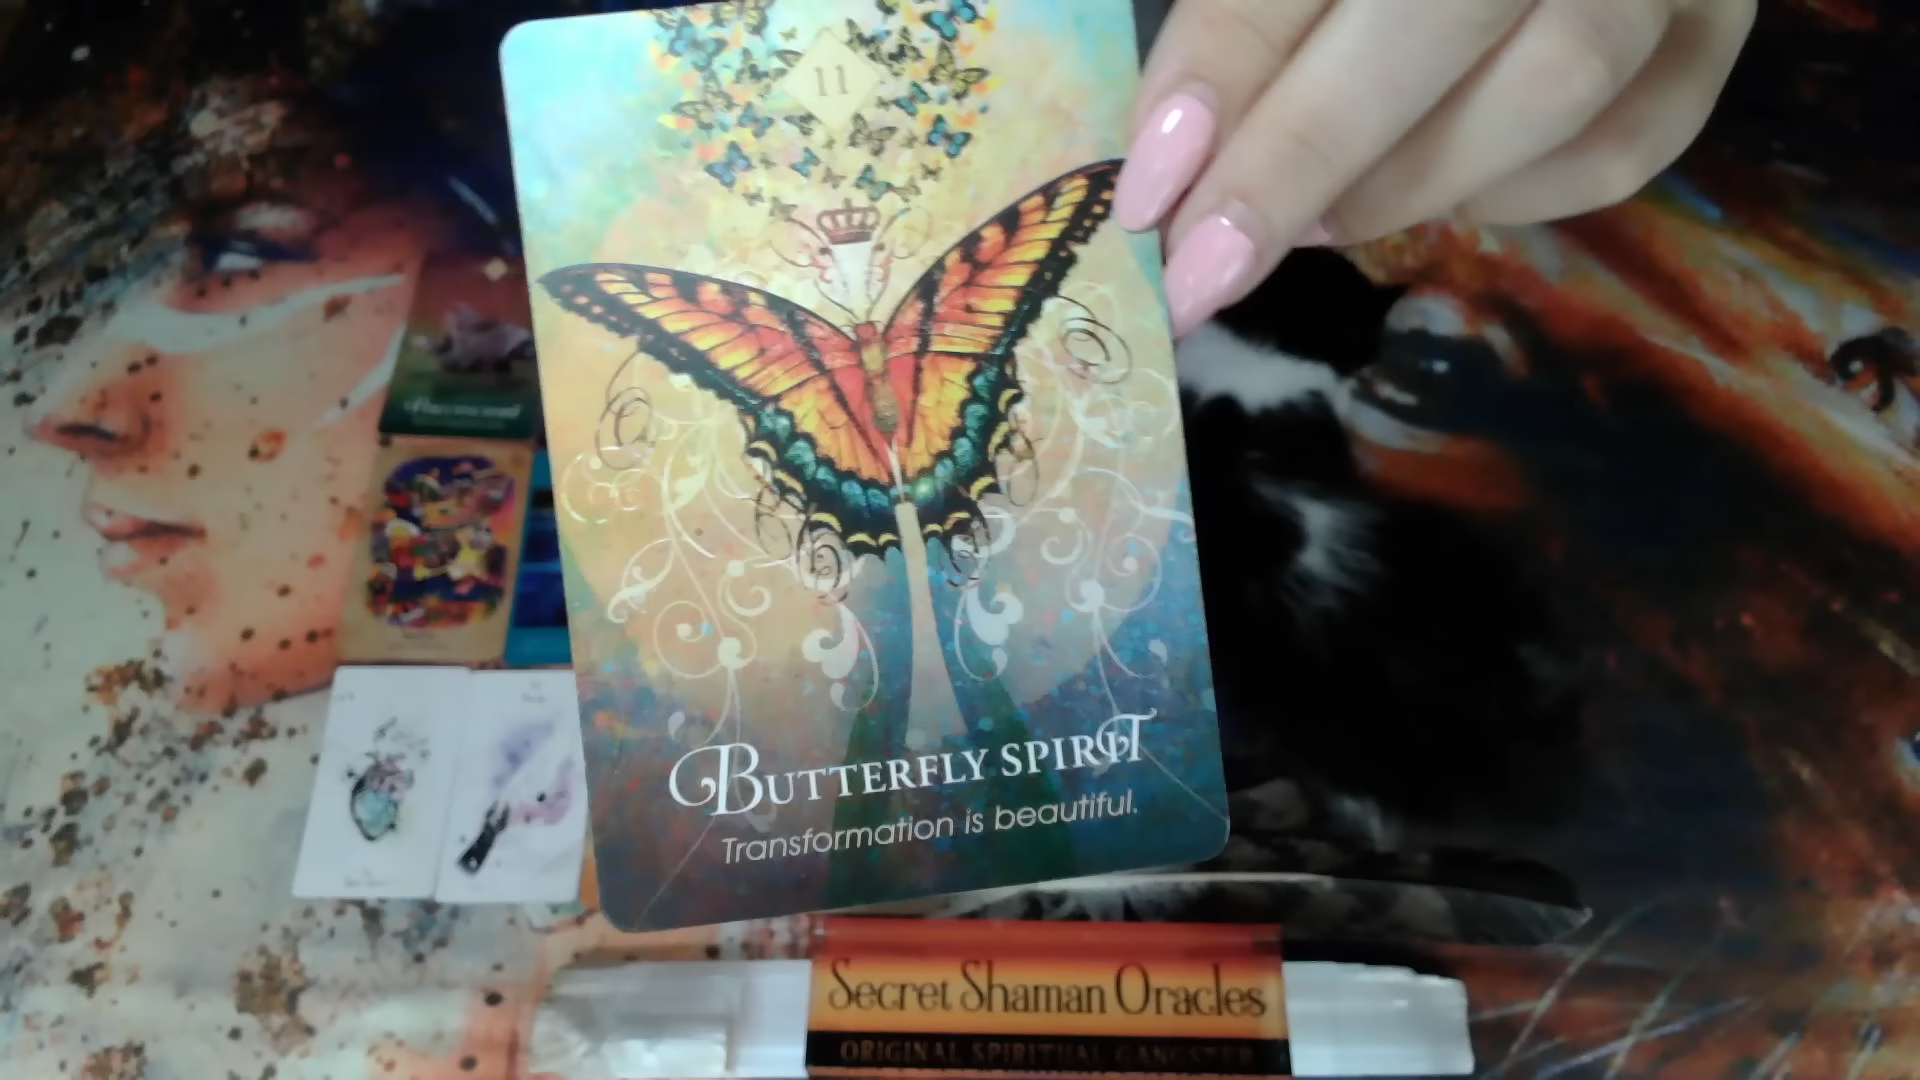 11
BUTTERFLY SPIRIT
Transformation is beautiful.
Secret Shaman Oracles
ORIGINAL SPIRITUAL GANGSTER